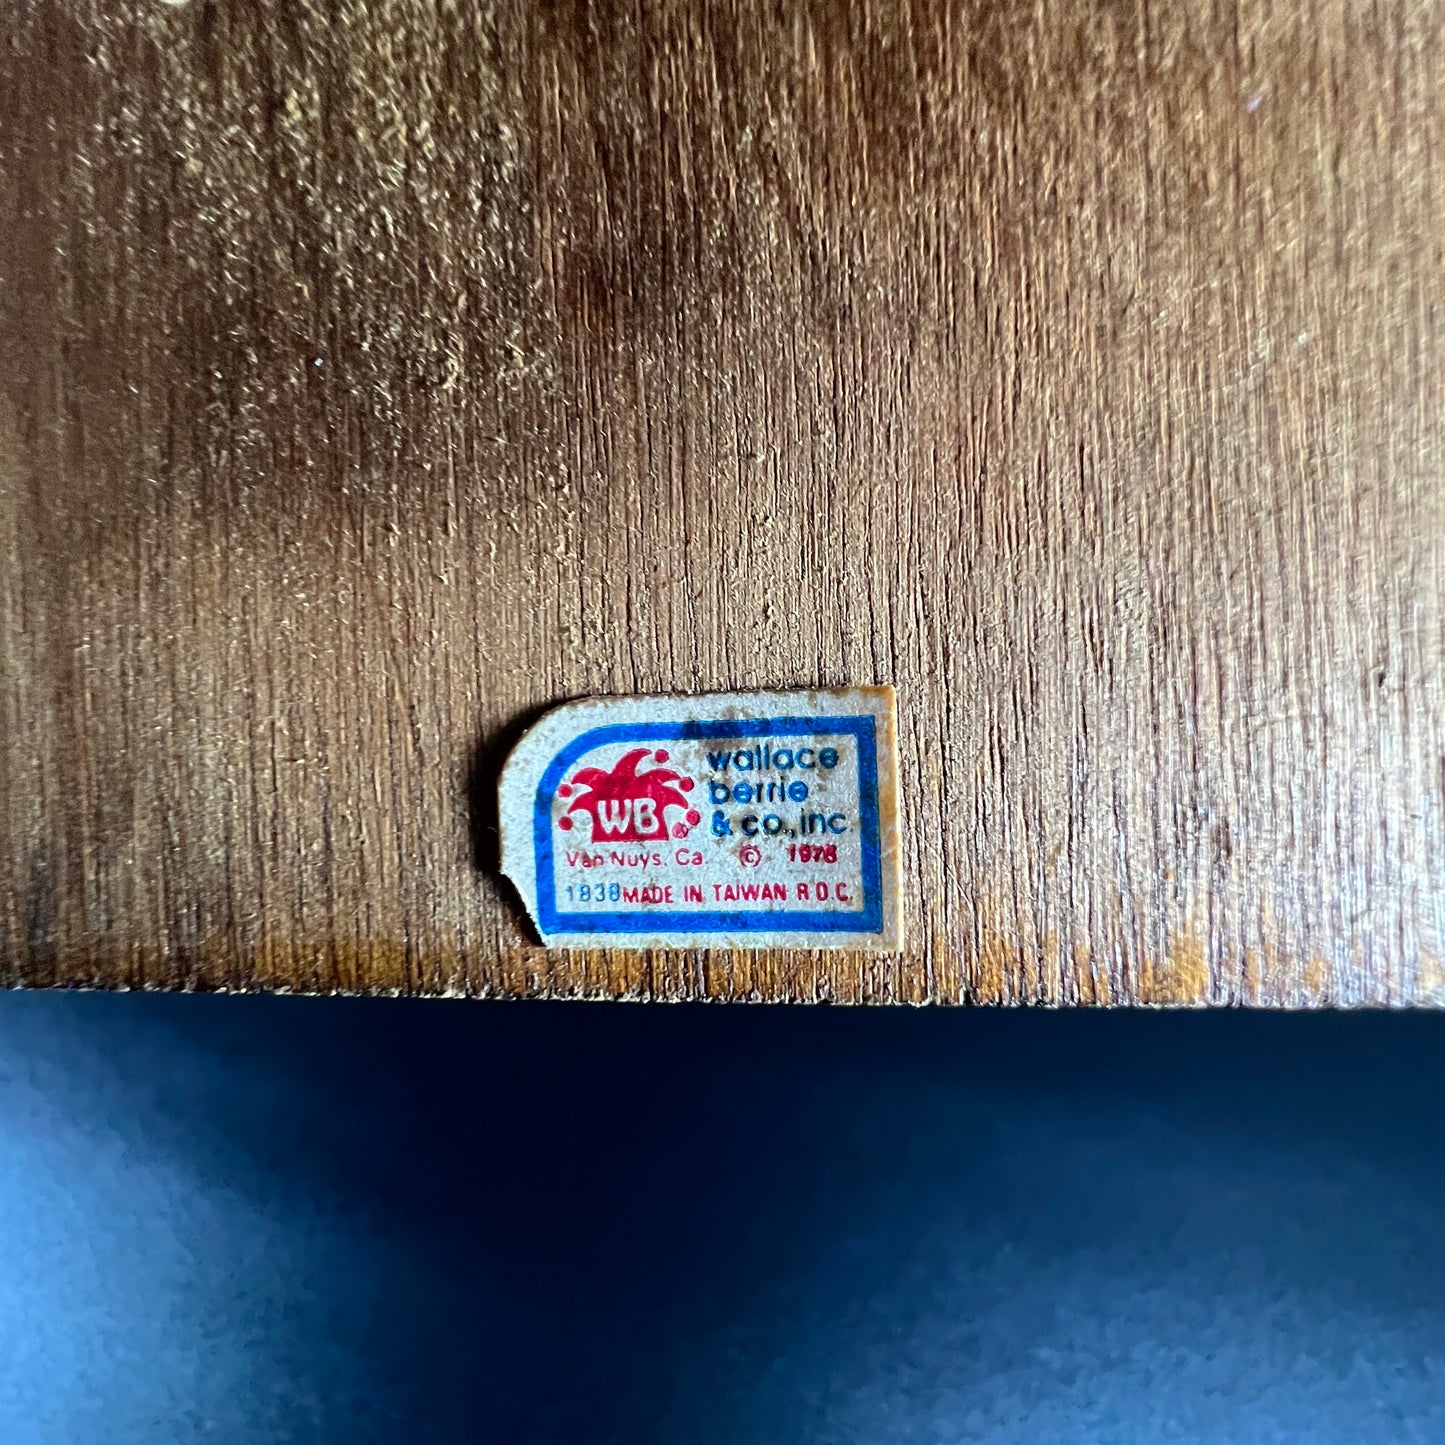 WB ®
wallace
berrie
& co., inc.
Van Nuys, Ca. © 1978
1838 MADE IN TAIWAN R.O.C.